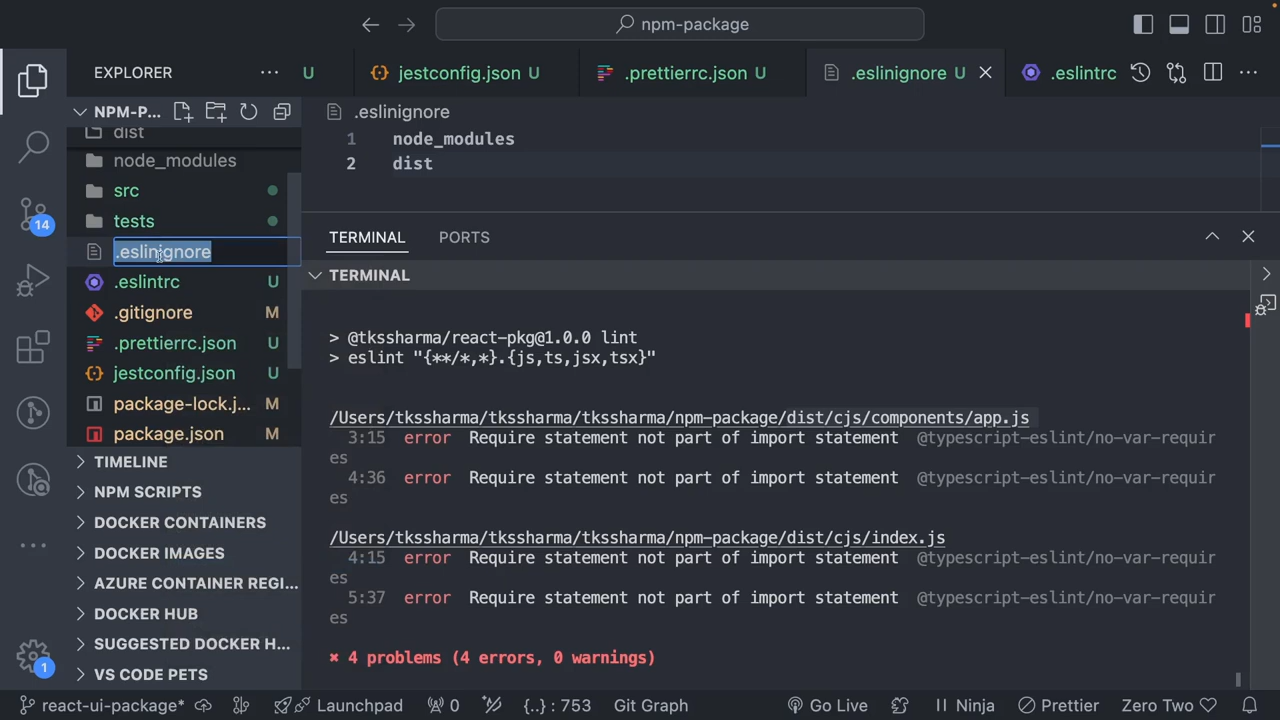 npm-package
EXPLORER
U
jestconfig.json U
.prettierrc.json U
.eslinignore U
.eslintrc
NPM-P...
.eslinignore
dist
node_modules
src
tests
.eslinignore
.eslintrc U
.gitignore M
.prettierrc.json U
jestconfig.json U
package-lock.j... M
package.json M
TIMELINE
NPM SCRIPTS
DOCKER CONTAINERS
DOCKER IMAGES
AZURE CONTAINER REGI...
DOCKER HUB
SUGGESTED DOCKER H...
VS CODE PETS
14
1
1 node_modules
2 dist
TERMINAL
PORTS
TERMINAL
> @tkssharma/react-pkg@1.0.0 lint
> eslint "{**/*,*}.{js,ts,jsx,tsx}"
/Users/tkssharma/tkssharma/tkssharma/npm-package/dist/cjs/components/app.js
3:15 error Require statement not part of import statement @typescript-eslint/no-var-requir
es
4:36 error Require statement not part of import statement @typescript-eslint/no-var-requir
es
/Users/tkssharma/tkssharma/tkssharma/npm-package/dist/cjs/index.js
4:15 error Require statement not part of import statement @typescript-eslint/no-var-requir
es
5:37 error Require statement not part of import statement @typescript-eslint/no-var-requir
es
✖ 4 problems (4 errors, 0 warnings)
react-ui-package* Launchpad 0 {..} : 753 Git Graph Go Live Ninja Prettier Zero Two